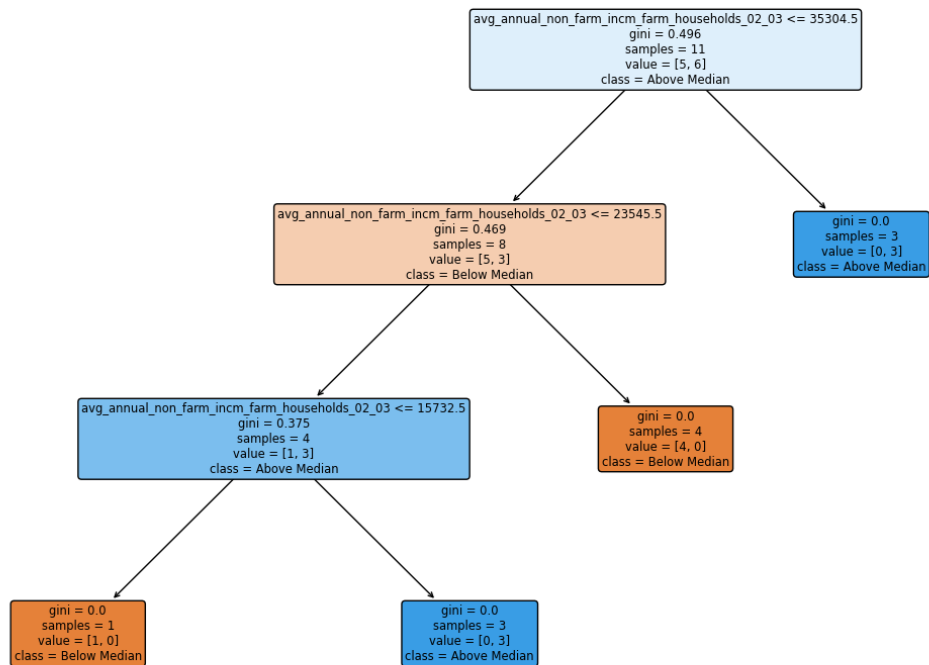 avg_annual_non_farm_incm_farm_households_02_03 <= 35304.5
gini = 0.496
samples = 11
value = [5, 6]
class = Above Median
avg_annual_non_farm_incm_farm_households_02_03 <= 23545.5
gini = 0.469
samples = 8
value = [5, 3]
class = Below Median
gini = 0.0
samples = 3
value = [0, 3]
class = Above Median
avg_annual_non_farm_incm_farm_households_02_03 <= 15732.5
gini = 0.375
samples = 4
value = [1, 3]
class = Above Median
gini = 0.0
samples = 4
value = [4, 0]
class = Below Median
gini = 0.0
samples = 1
value = [1, 0]
class = Below Median
gini = 0.0
samples = 3
value = [0, 3]
class = Above Median